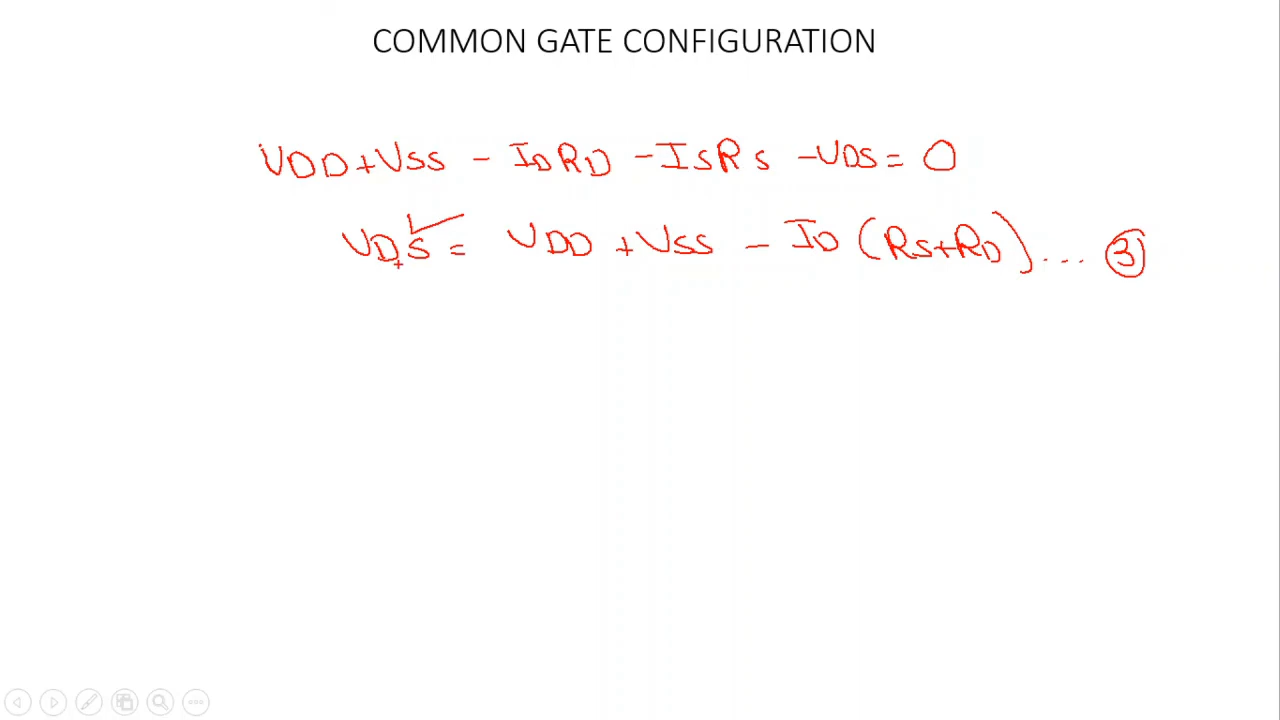 COMMON GATE CONFIGURATION
VDD+VSS - IDRD - ISRS - VDS = 0
VDS = VDD + VSS - ID (RS+RD) ... 3